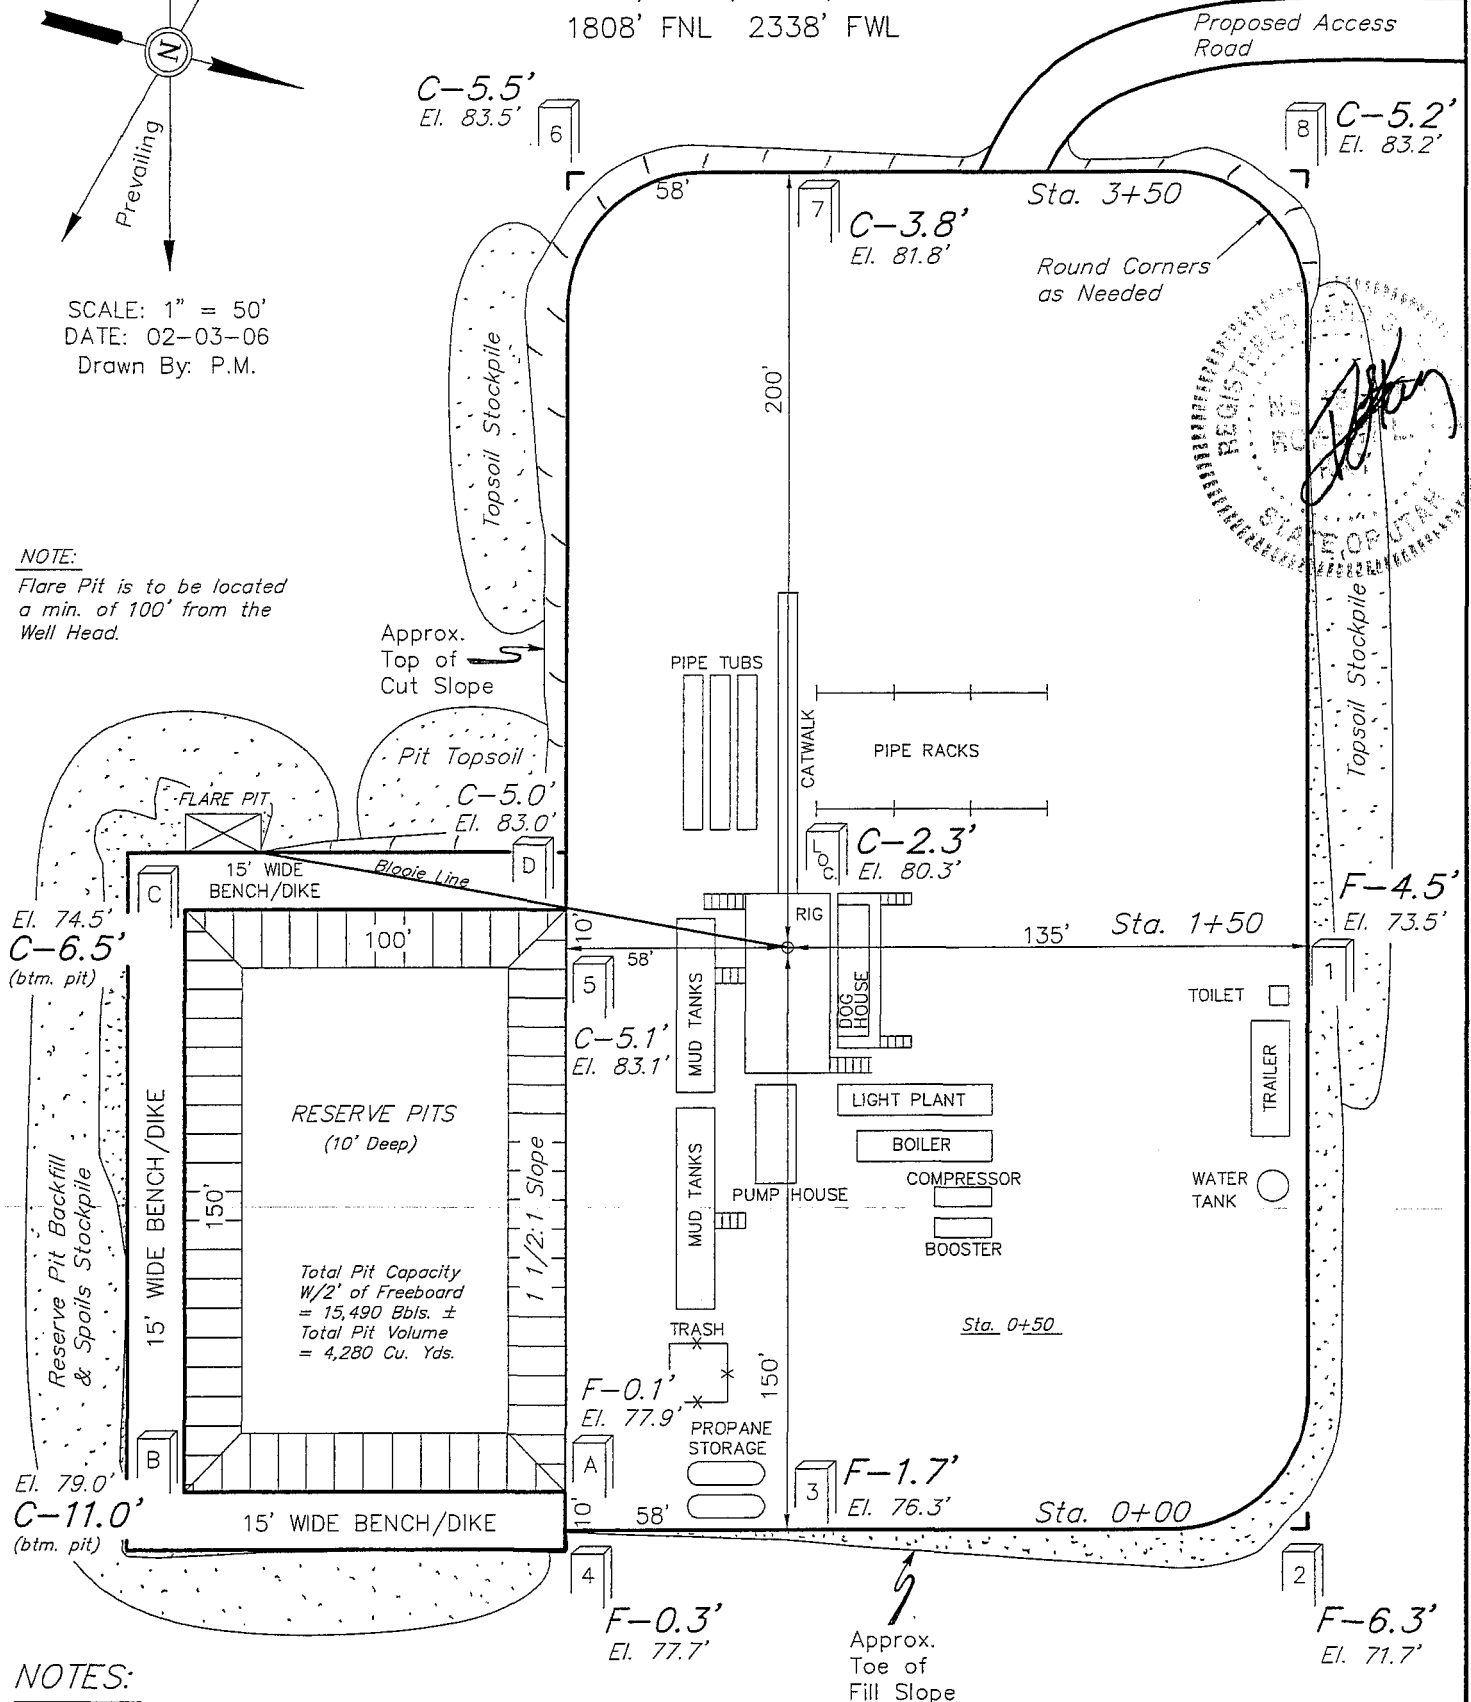 1808' FNL 2338' FWL
Proposed Access
Road
N
Prevailing
SCALE: 1" = 50'
DATE: 02-03-06
Drawn By: P.M.
C-5.5'
El. 83.5'
6
8
C-5.2'
El. 83.2'
58'
7
C-3.8'
El. 81.8'
Sta. 3+50
Round Corners
as Needed
Topsoil Stockpile
200'
REGISTERED LAND
STATE OF UTAH
Topsoil Stockpile
NOTE:
Flare Pit is to be located
a min. of 100' from the
Well Head.
Approx.
Top of
Cut Slope
PIPE TUBS
CATWALK
PIPE RACKS
Pit Topsoil
FLARE PIT
C-5.0'
El. 83.0'
D
15' WIDE
BENCH/DIKE
Blooie Line
C
El. 74.5'
C-6.5'
(btm. pit)
LOC.
C-2.3'
El. 80.3'
F-4.5'
El. 73.5'
1
RIG
100'
10'
58'
135'
Sta. 1+50
5
C-5.1'
El. 83.1'
MUD TANKS
DOG
HOUSE
TOILET
TRAILER
RESERVE PITS
(10' Deep)
LIGHT PLANT
BOILER
COMPRESSOR
BOOSTER
PUMP HOUSE
MUD TANKS
WATER
TANK
Reserve Pit Backfill
& Spoils Stockpile
15' WIDE BENCH/DIKE
150'
1 1/2:1 Slope
Total Pit Capacity
W/2' of Freeboard
= 15,490 Bbls. ±
Total Pit Volume
= 4,280 Cu. Yds.
TRASH
Sta. 0+50
150'
F-0.1'
El. 77.9'
PROPANE
STORAGE
A
B
El. 79.0'
C-11.0'
(btm. pit)
15' WIDE BENCH/DIKE
10'
58'
3
F-1.7'
El. 76.3'
Sta. 0+00
4
F-0.3'
El. 77.7'
2
F-6.3'
El. 71.7'
Approx.
Toe of
Fill Slope
NOTES: